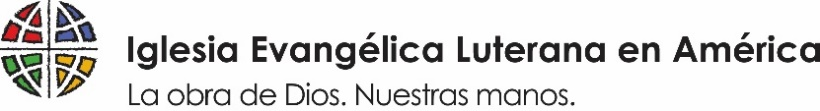 Iglesia Evangélica Luterana en América
La obra de Dios. Nuestras manos.